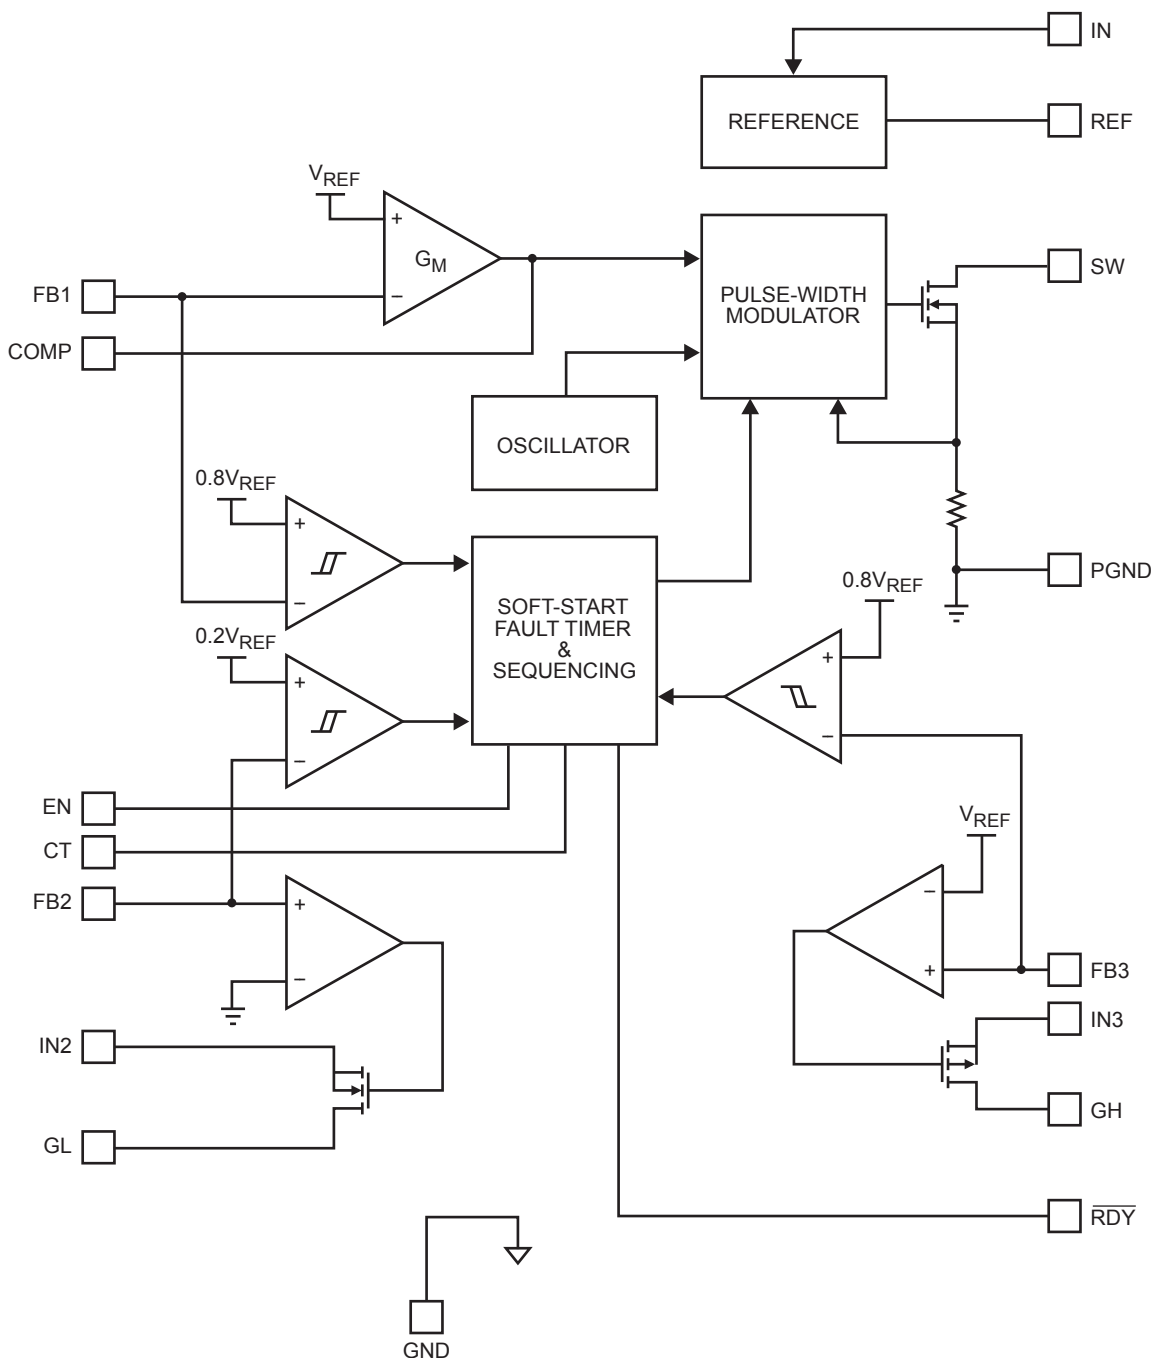 IN
REFERENCE
REF
VREF
+
GM
−
FB1
COMP
PULSE-WIDTH
MODULATOR
SW
OSCILLATOR
0.8VREF
+
−
0.2VREF
+
−
SOFT-START
FAULT TIMER
&
SEQUENCING
PGND
0.8VREF
+
−
EN
CT
FB2
+
−
VREF
−
+
FB3
IN2
IN3
GL
GH
RDY
GND